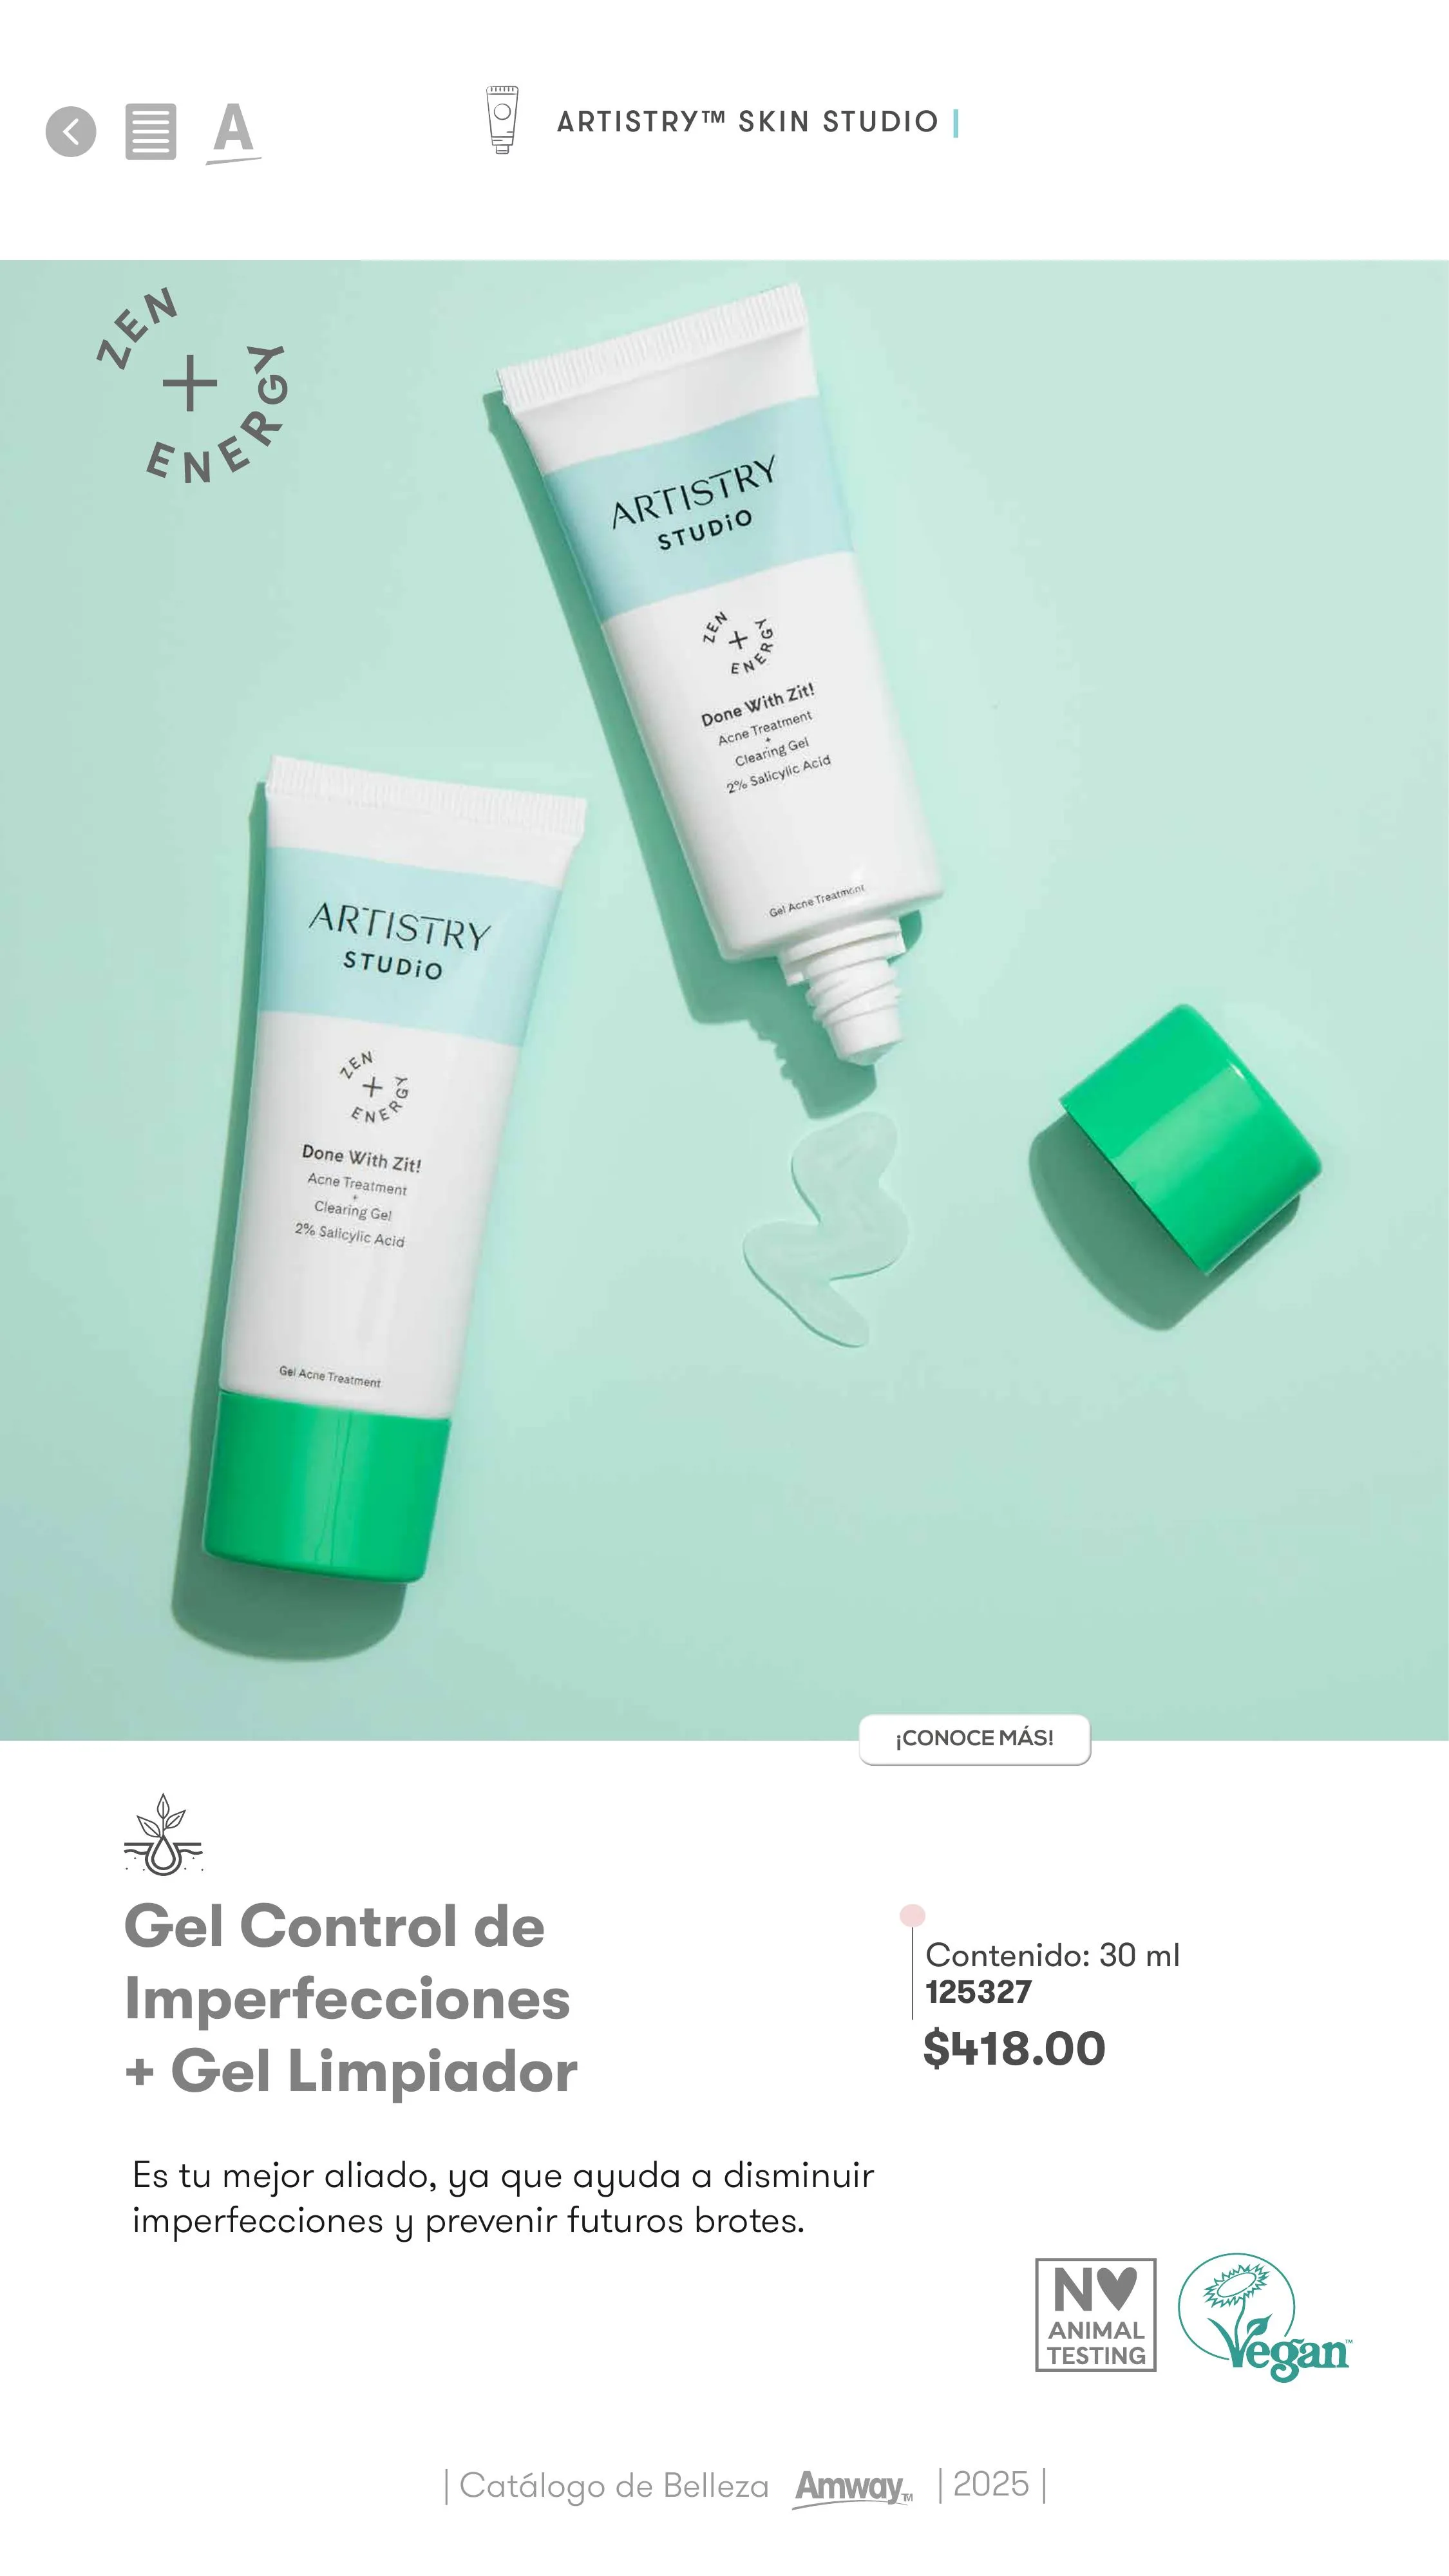 A
ARTISTRY™ SKIN STUDIO |
ZEN
+
ENERGY
ARTISTRY
STUDiO
ZEN
+
ENERGY
Done With Zit!
Acne Treatment
+
Clearing Gel
2% Salicylic Acid
Gel Acne Treatment
ARTISTRY
STUDiO
ZEN
+
ENERGY
Done With Zit!
Acne Treatment
+
Clearing Gel
2% Salicylic Acid
Gel Acne Treatment
¡CONOCE MÁS!
Gel Control de
Imperfecciones
+ Gel Limpiador
Contenido: 30 ml
125327
$418.00
Es tu mejor aliado, ya que ayuda a disminuir
imperfecciones y prevenir futuros brotes.
N♥
ANIMAL
TESTING
Vegan™
| Catálogo de Belleza Amway™ | 2025 |